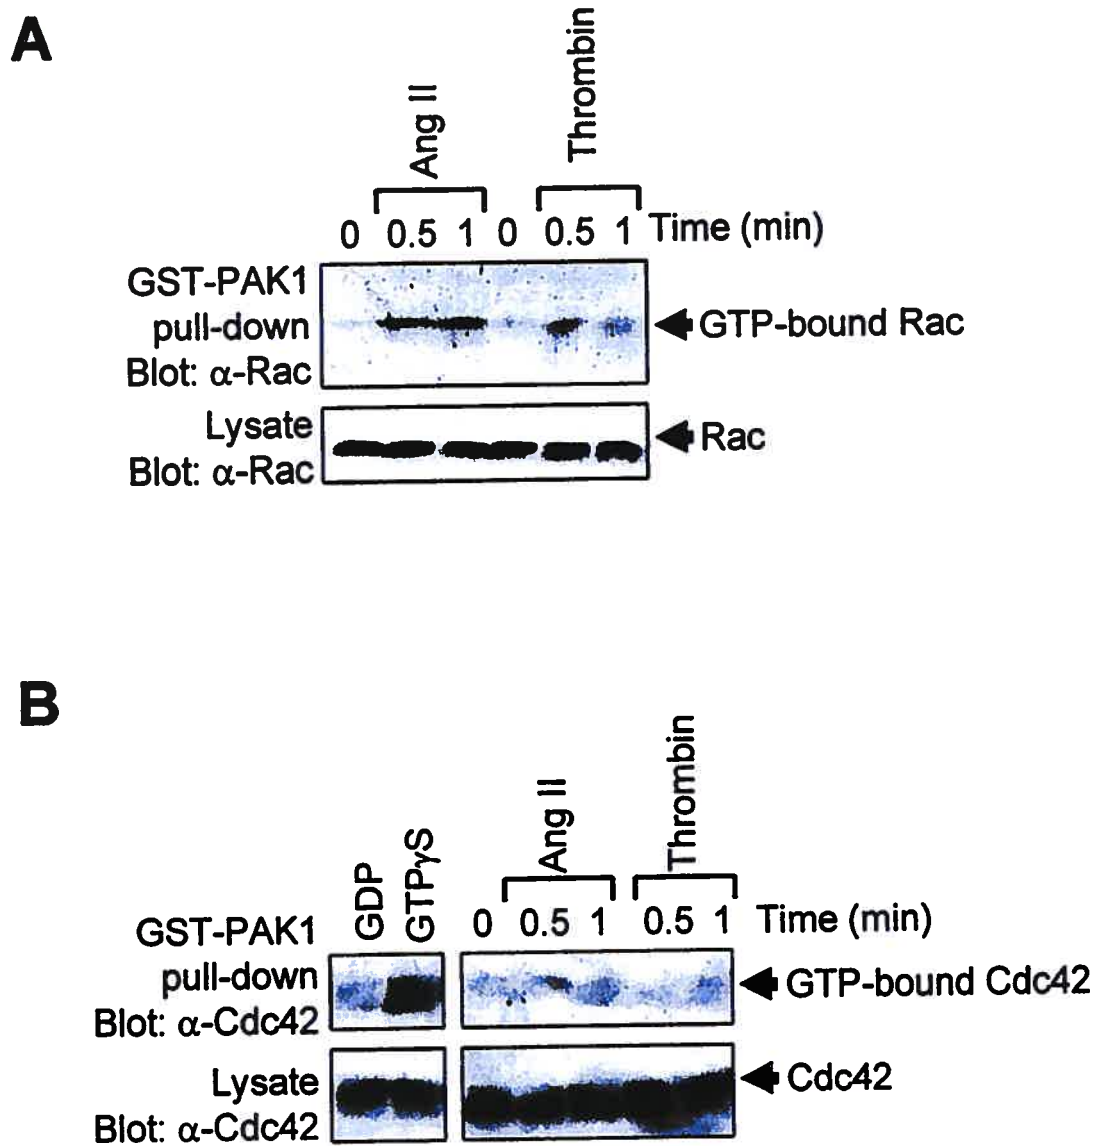 A
Ang II
Thrombin
0 0.5 1 0 0.5 1 Time (min)
GST-PAK1
pull-down
Blot: α-Rac
GTP-bound Rac
Lysate
Blot: α-Rac
Rac
B
GDP
GTPγS
Ang II
Thrombin
0 0.5 1 0.5 1 Time (min)
GST-PAK1
pull-down
Blot: α-Cdc42
GTP-bound Cdc42
Lysate
Blot: α-Cdc42
Cdc42